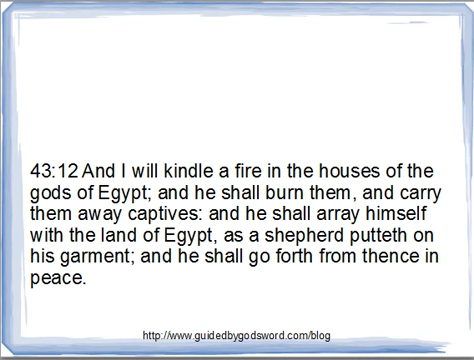 43:12 And I will kindle a fire in the houses of the
gods of Egypt; and he shall burn them, and carry
them away captives: and he shall array himself
with the land of Egypt, as a shepherd putteth on
his garment; and he shall go forth from thence in
peace.
http://www.guidedbygodsword.com/blog